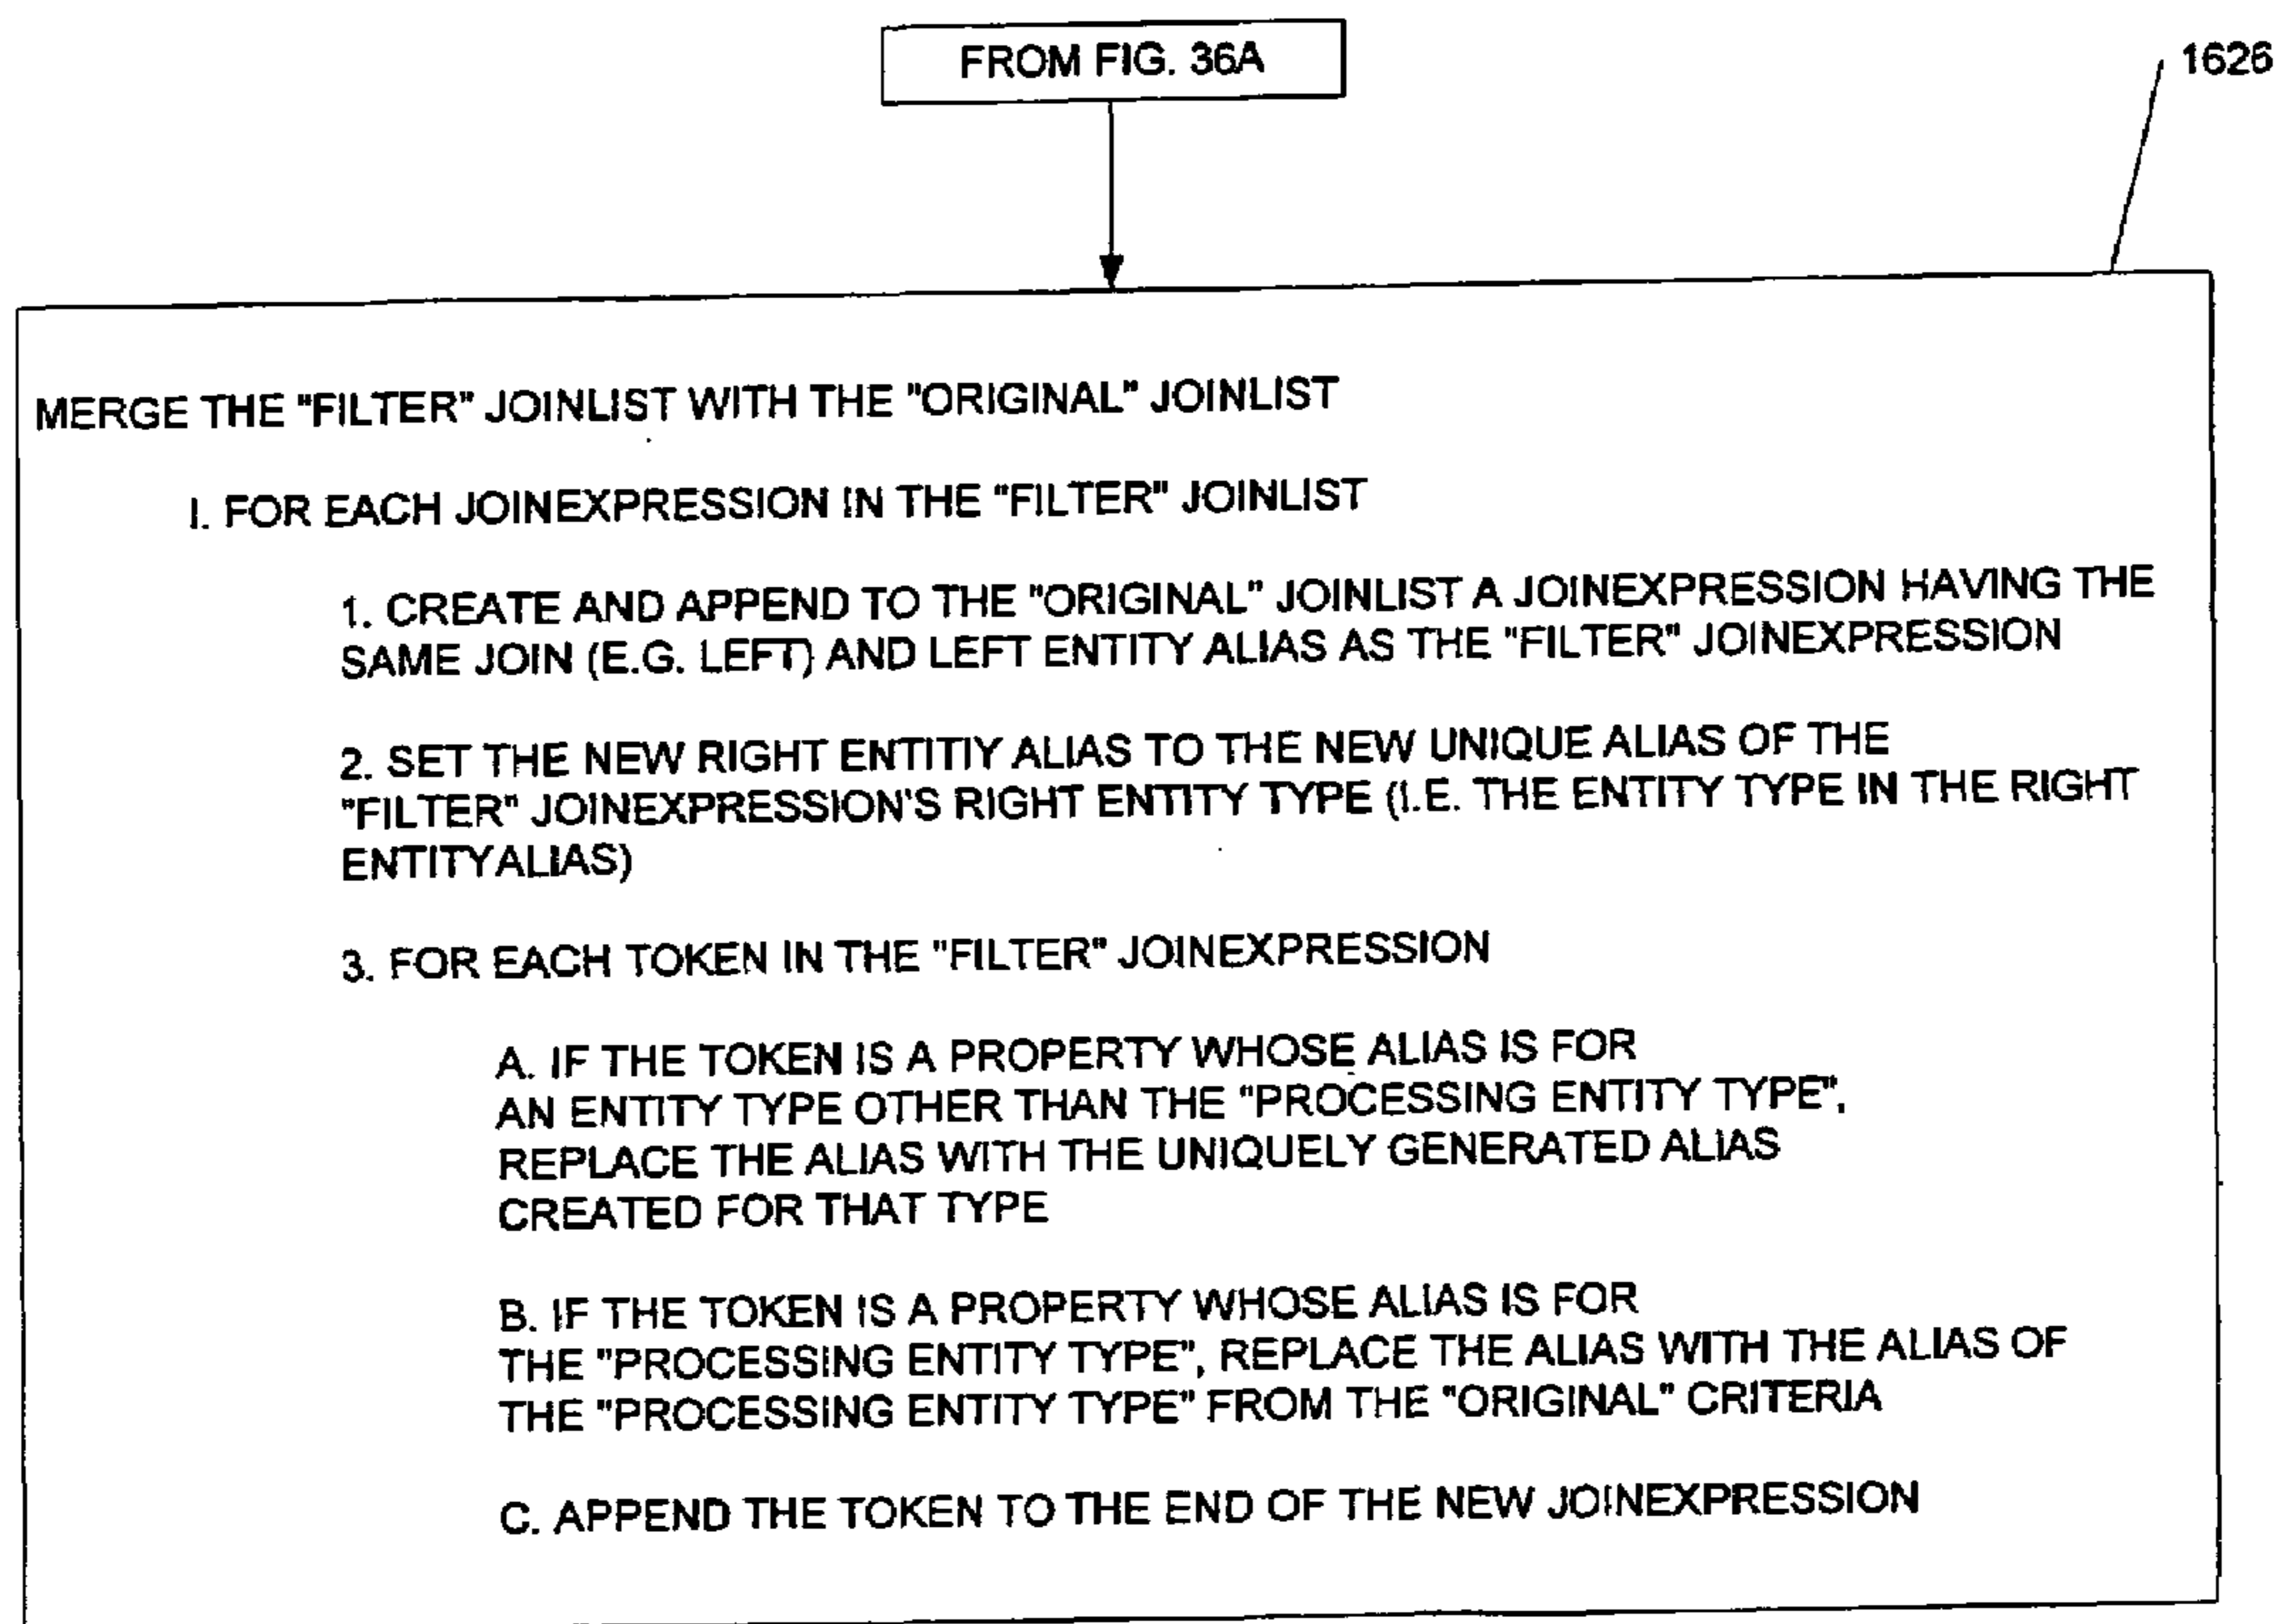 FROM FIG. 36A
1626
MERGE THE "FILTER" JOINLIST WITH THE "ORIGINAL" JOINLIST
I. FOR EACH JOINEXPRESSION IN THE "FILTER" JOINLIST
1. CREATE AND APPEND TO THE "ORIGINAL" JOINLIST A JOINEXPRESSION HAVING THE
SAME JOIN (E.G. LEFT) AND LEFT ENTITY ALIAS AS THE "FILTER" JOINEXPRESSION
2. SET THE NEW RIGHT ENTITIY ALIAS TO THE NEW UNIQUE ALIAS OF THE
"FILTER" JOINEXPRESSION'S RIGHT ENTITY TYPE (I.E. THE ENTITY TYPE IN THE RIGHT
ENTITYALIAS)
3. FOR EACH TOKEN IN THE "FILTER" JOINEXPRESSION
A. IF THE TOKEN IS A PROPERTY WHOSE ALIAS IS FOR
AN ENTITY TYPE OTHER THAN THE "PROCESSING ENTITY TYPE",
REPLACE THE ALIAS WITH THE UNIQUELY GENERATED ALIAS
CREATED FOR THAT TYPE
B. IF THE TOKEN IS A PROPERTY WHOSE ALIAS IS FOR
THE "PROCESSING ENTITY TYPE", REPLACE THE ALIAS WITH THE ALIAS OF
THE "PROCESSING ENTITY TYPE" FROM THE "ORIGINAL" CRITERIA
C. APPEND THE TOKEN TO THE END OF THE NEW JOINEXPRESSION